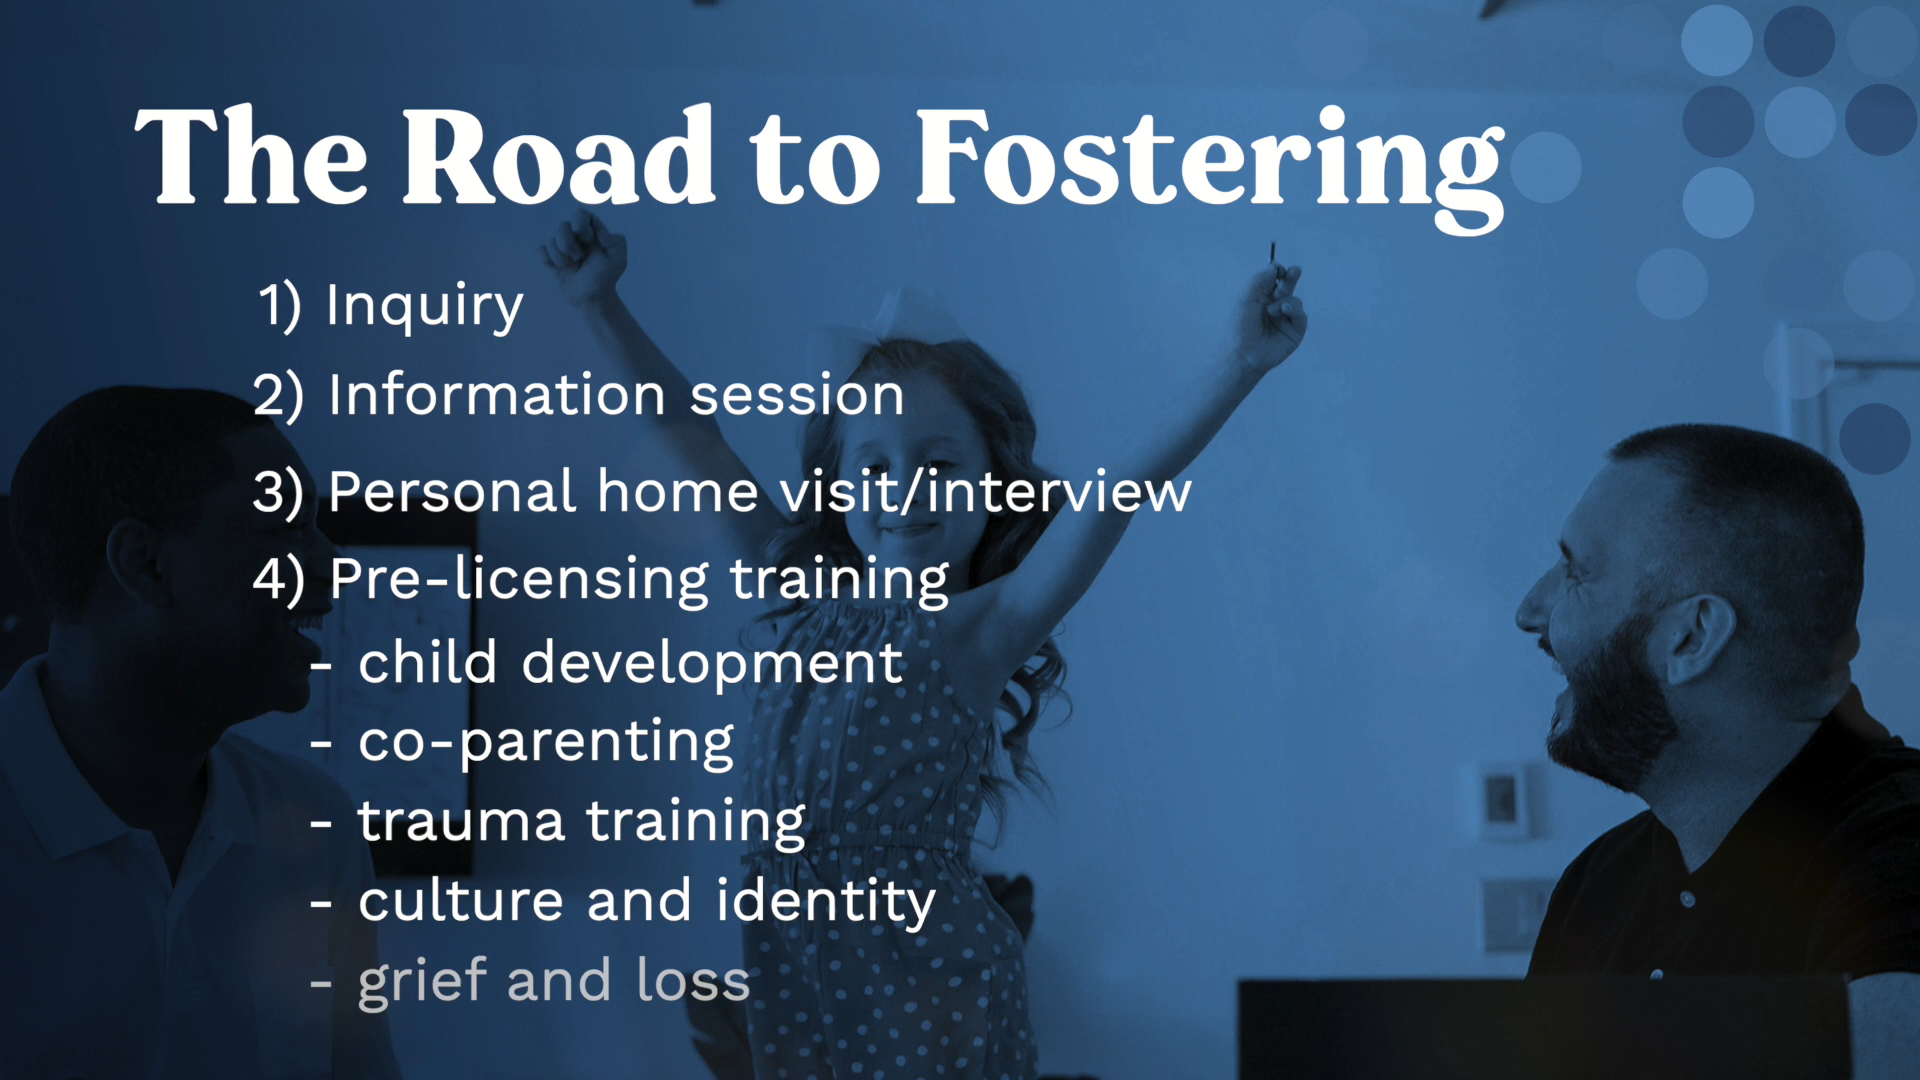 The Road to Fostering
1) Inquiry
2) Information session
3) Personal home visit/interview
4) Pre-licensing training
- child development
- co-parenting
- trauma training
- culture and identity
- grief and loss